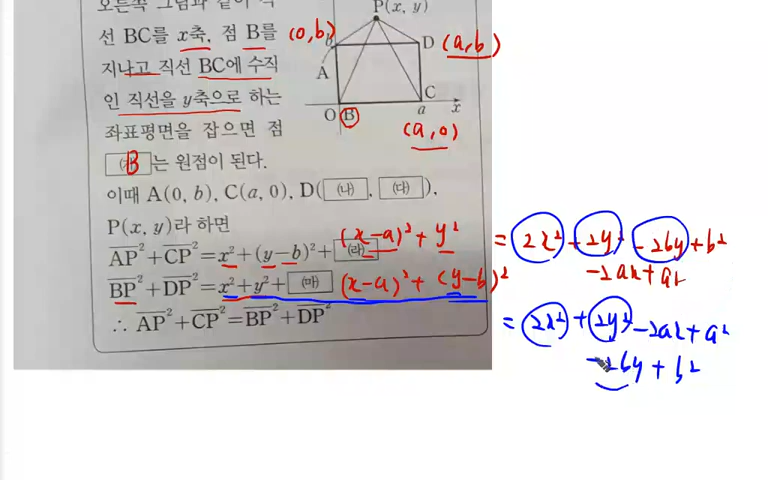 오른쪽 그림과 같이 직
선 BC를 x축, 점 B를
지나고 직선 BC에 수직
인 직선을 y축으로 하는
좌표평면을 잡으면 점
B 는 원점이 된다.
P(x, y)
(0, b)
D (a, b)
A
O B
C
a
x
(a, 0)
이때 A(0, b), C(a, 0), D( (나) , (다) ),
P(x, y)라 하면
(x-a)²+y²
AP²+CP²=x²+(y-b)²+ (라)
= 2x²+2y²-2by+b²
-2ax+a²
BP²+DP²=x²+y²+ (마) (x-a)²+(y-b)²
= 2x²+2y²-2ax+a²
-2by+b²
∴ AP²+CP²=BP²+DP²